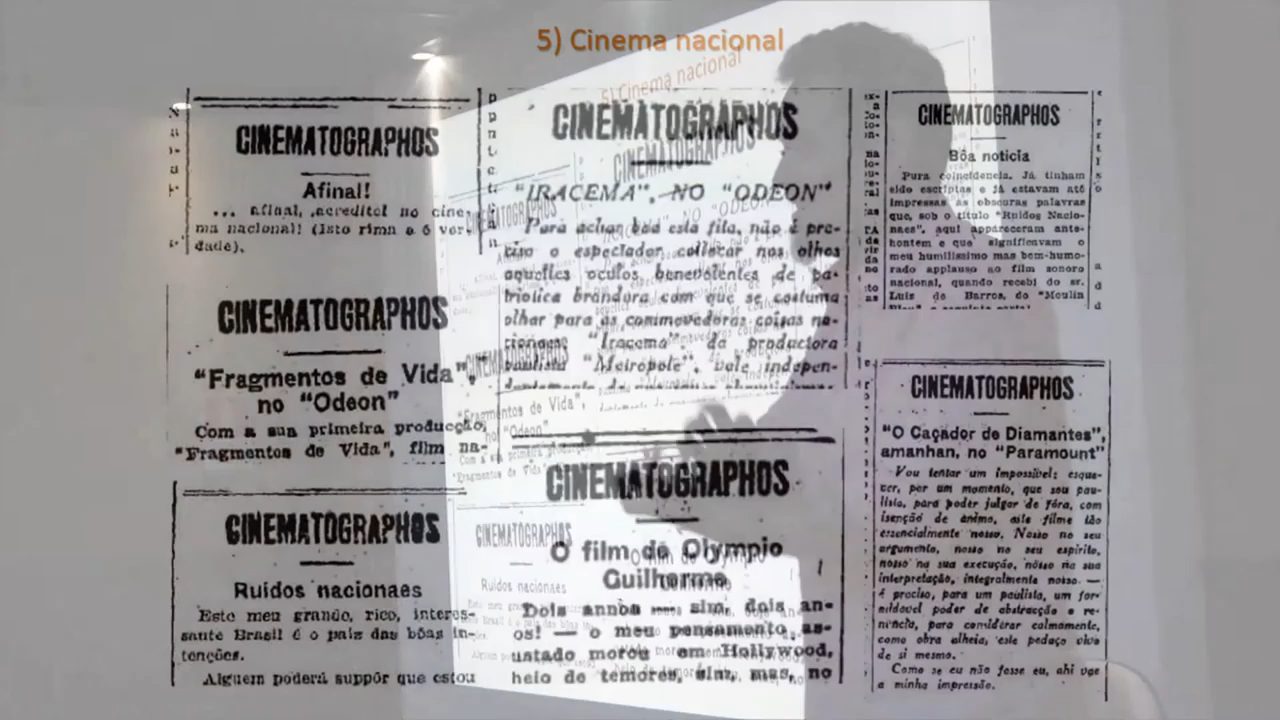 5) Cinema nacional
CINEMATOGRAPHOS
Afinal!
... afinal, acreditei no cine-
ma nacional! (Isto rima e é ver-
dade).
CINEMATOGRAPHOS
"Fragmentos de Vida",
no "Odeon"
Com a sua primeira producção,
"Fragmentos de Vida", film na-
CINEMATOGRAPHOS
Ruidos nacionaes
Este meu grande, rico, interes-
sante Brasil é o paiz das bôas in-
tenções.
Alguem poderá suppôr que estou
CINEMATOGRAPHOS
"IRACEMA", NO "ODEON"
Para achar bôa esta fita, não é pre-
ciso o espectador collocar nos olhos
aquelles oculos benevolentes de pa-
triotica brandura com que se costuma
olhar para as commovedoras coisas na-
cionaes. "Iracema", da productora
paulista "Metropole", vale indepen-
CINEMATOGRAPHOS
O film de Olympio
Guilherme
Dois annos — sim, dois an-
os! — o meu pensamento as-
ustado morou em Hollywood,
heio de temores, sim, mas, no
CINEMATOGRAPHOS
Bôa noticia
Pura coincidencia. Já tinham
sido escriptas e já estavam até
impressas as obscuras palavras
que, sob o titulo "Ruidos Nacio-
naes", aqui appareceram ante-
hontem e que significavam o
meu humilissimo mas bem-humo-
rado applauso ao film sonoro
nacional, quando recebi do sr.
Luiz de Barros, do "Moulin
CINEMATOGRAPHOS
"O Caçador de Diamantes",
amanhan, no "Paramount"
Vou tentar um impossivel: esque-
cer, por um momento, que sou pau-
lista, para poder julgar de fóra, com
isenção de animo, este filme tão
essencialmente nosso. Nosso no seu
argumento, nosso no seu espirito,
nosso na sua execução, nosso na sua
interpretação, integralmente nosso. —
é preciso, para um paulista, um for-
midavel poder de abstracção e re-
nuncia, para considerar calmamente,
como obra alheia, este pedaço vivo
de si mesmo.
Como se eu não fosse eu, ahi vae
a minha impressão.